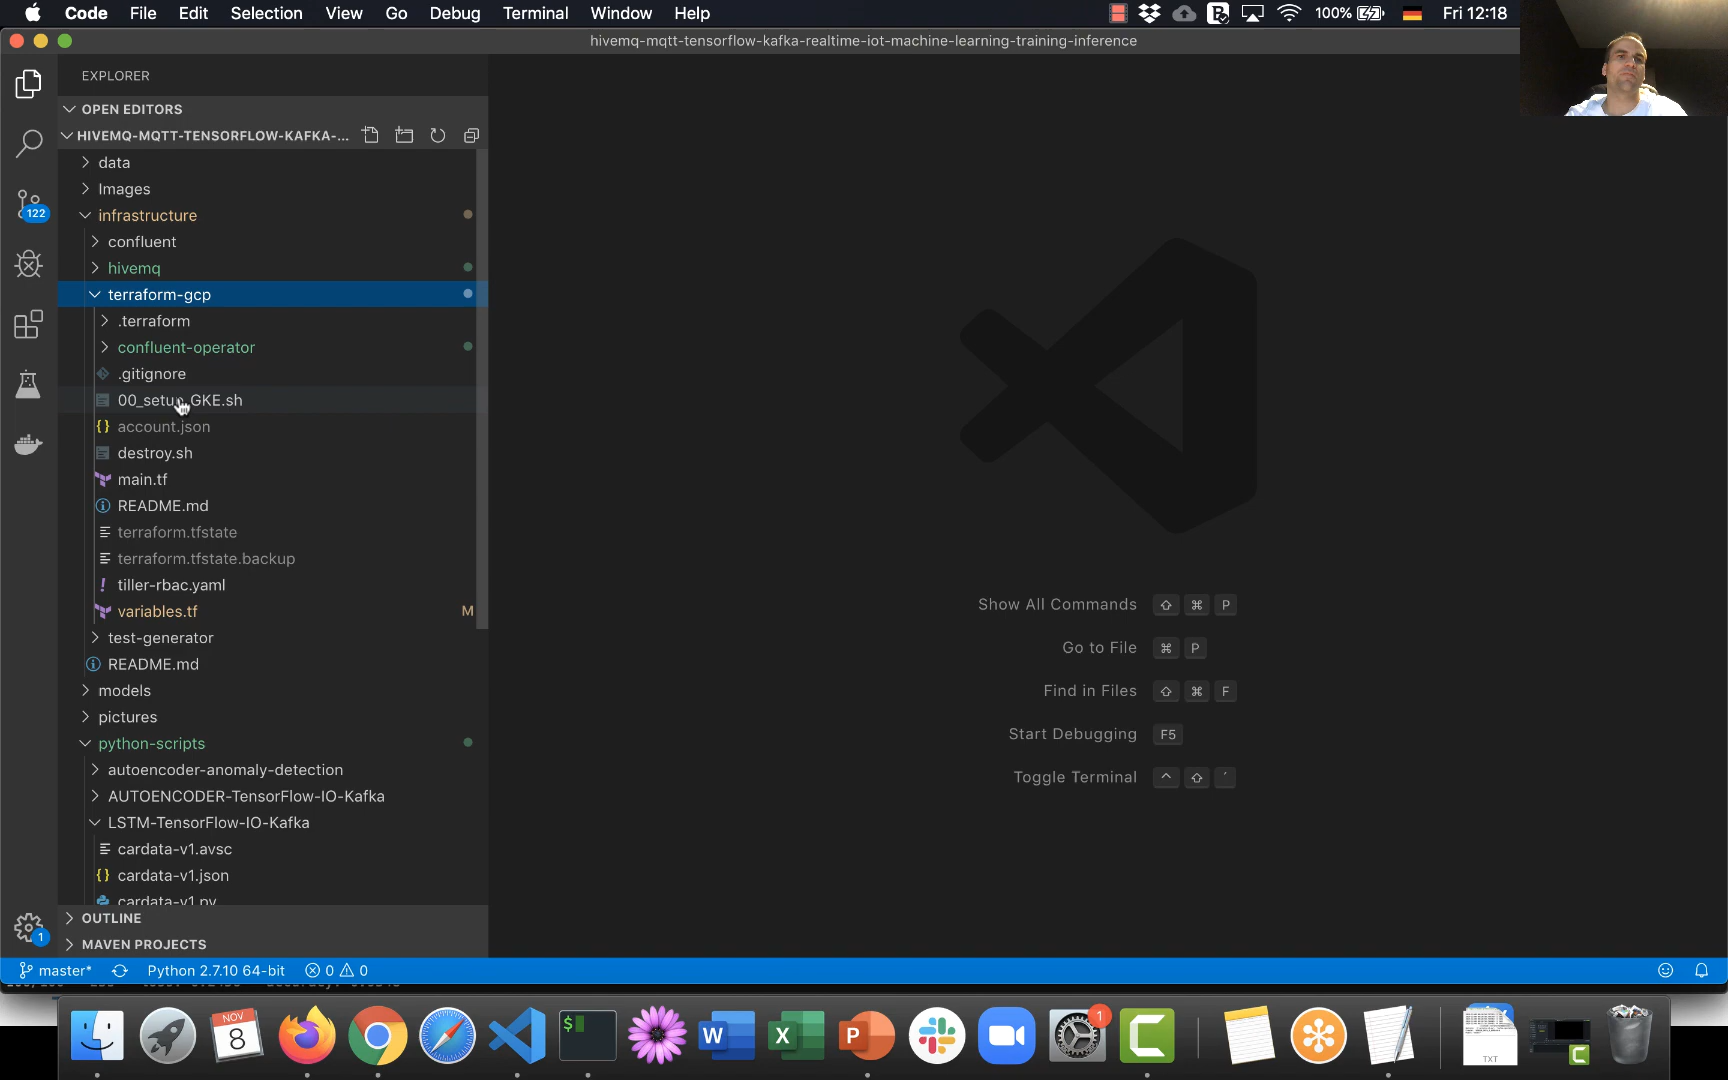 Code File Edit Selection View Go Debug Terminal Window Help
100% Fri 12:18
hivemq-mqtt-tensorflow-kafka-realtime-iot-machine-learning-training-inference
EXPLORER
OPEN EDITORS
HIVEMQ-MQTT-TENSORFLOW-KAFKA-...
data
Images
infrastructure
confluent
hivemq
terraform-gcp
.terraform
confluent-operator
.gitignore
00_setup_GKE.sh
{} account.json
destroy.sh
main.tf
README.md
terraform.tfstate
terraform.tfstate.backup
! tiller-rbac.yaml
variables.tf M
test-generator
README.md
models
pictures
python-scripts
autoencoder-anomaly-detection
AUTOENCODER-TensorFlow-IO-Kafka
LSTM-TensorFlow-IO-Kafka
cardata-v1.avsc
{} cardata-v1.json
cardata-v1.py
OUTLINE
MAVEN PROJECTS
122
1
Show All Commands ⇧ ⌘ P
Go to File ⌘ P
Find in Files ⇧ ⌘ F
Start Debugging F5
Toggle Terminal ^ ⇧ ´
master* Python 2.7.10 64-bit 0 0
NOV
8
$
W
X
P
1
C
TXT
C